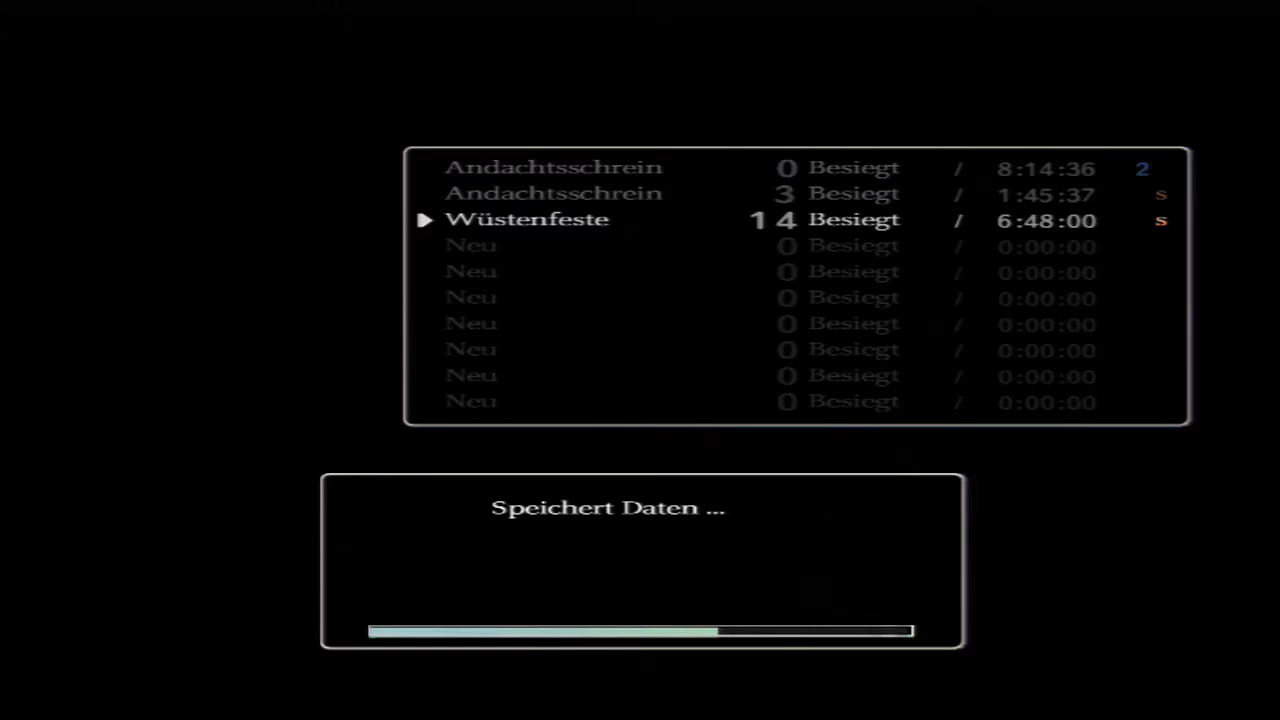 Andachtsschrein 0 Besiegt / 8:14:36 2
Andachtsschrein 3 Besiegt / 1:45:37 s
Wüstenfeste 14 Besiegt / 6:48:00 s
Neu 0 Besiegt / 0:00:00
Neu 0 Besiegt / 0:00:00
Neu 0 Besiegt / 0:00:00
Neu 0 Besiegt / 0:00:00
Neu 0 Besiegt / 0:00:00
Neu 0 Besiegt / 0:00:00
Neu 0 Besiegt / 0:00:00
Speichert Daten ...